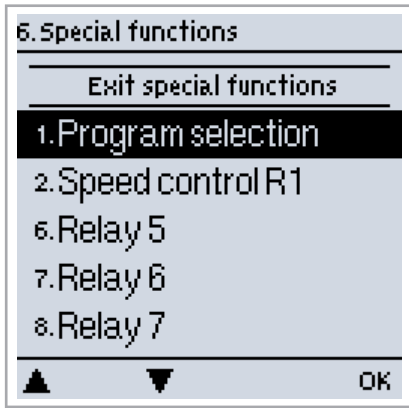 6.Special functions
Exit special functions
1.Program selection
2.Speed control R1
6.Relay 5
7.Relay 6
8.Relay 7
OK